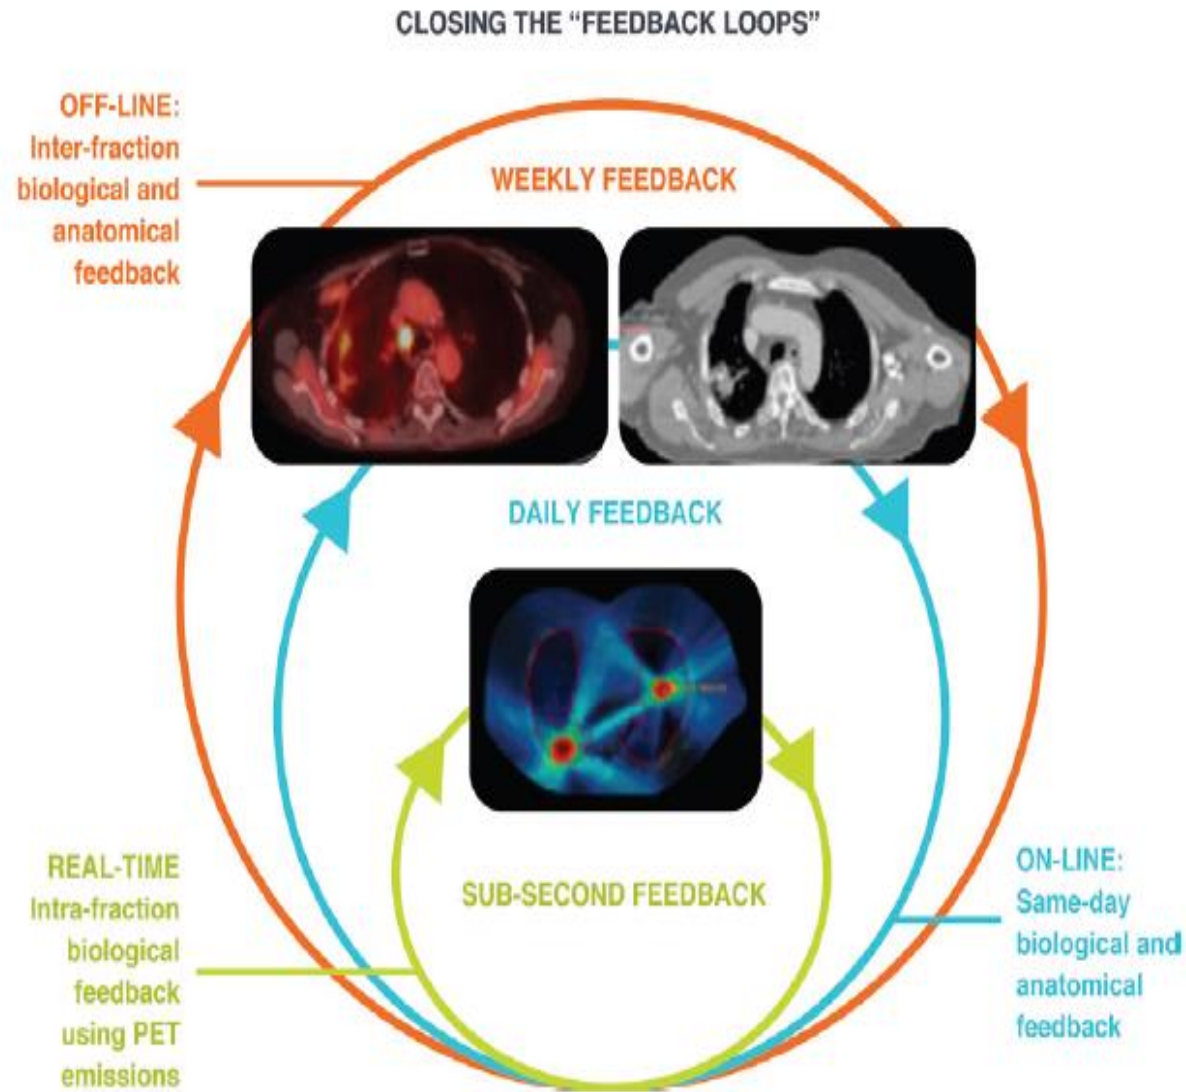 CLOSING THE “FEEDBACK LOOPS”
OFF-LINE:
Inter-fraction
biological and
anatomical
feedback
WEEKLY FEEDBACK
DAILY FEEDBACK
SUB-SECOND FEEDBACK
REAL-TIME
Intra-fraction
biological
feedback
using PET
emissions
ON-LINE:
Same-day
biological and
anatomical
feedback